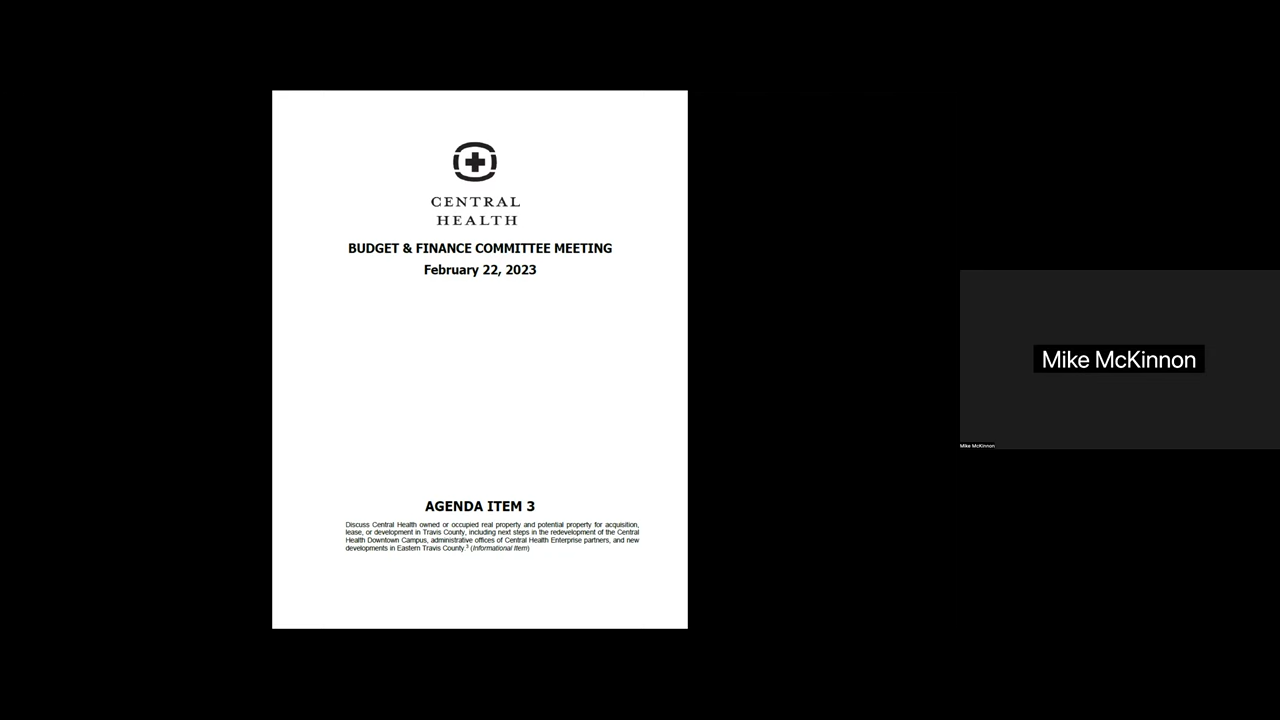 CENTRAL
HEALTH
BUDGET & FINANCE COMMITTEE MEETING
February 22, 2023
AGENDA ITEM 3
Discuss Central Health owned or occupied real property and potential property for acquisition,
lease, or development in Travis County, including next steps in the redevelopment of the Central
Health Downtown Campus, administrative offices of Central Health Enterprise partners, and new
developments in Eastern Travis County.³ (Informational Item)
Mike McKinnon
Mike McKinnon